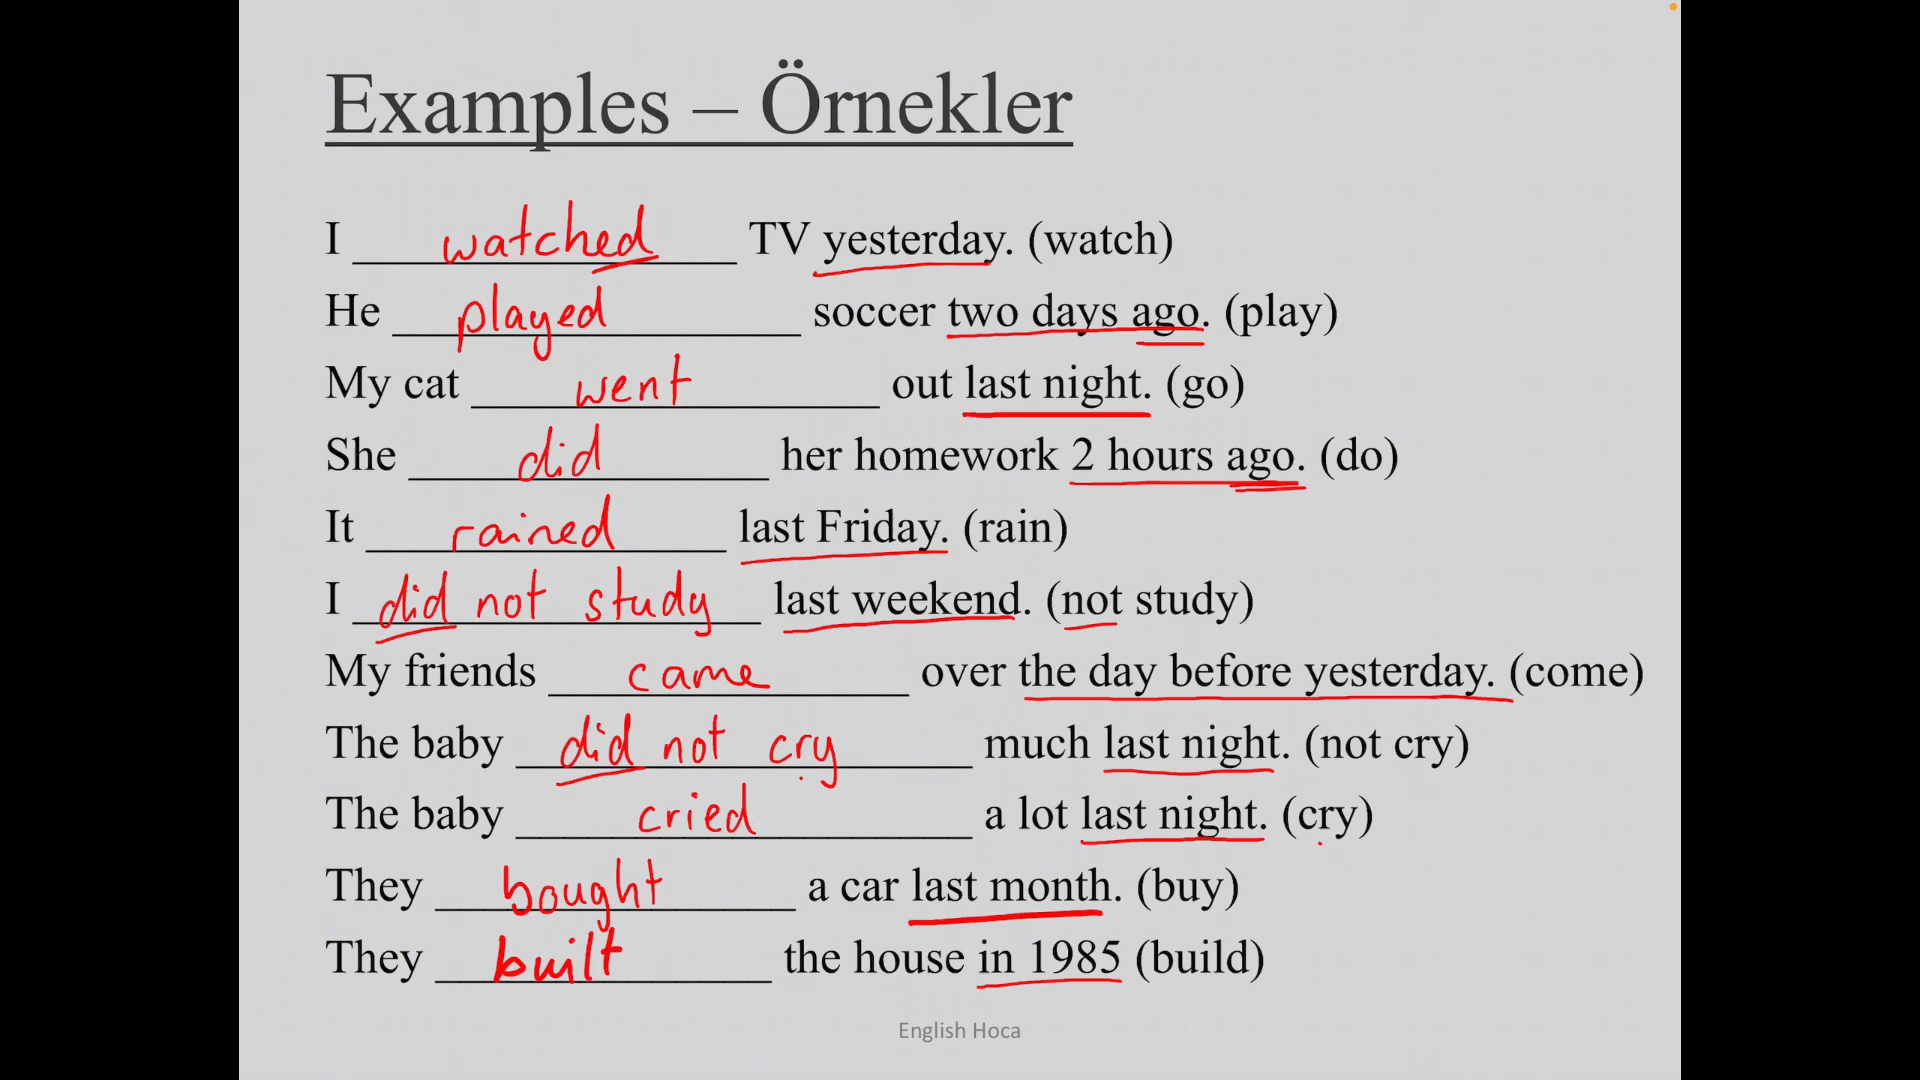 Examples – Örnekler
I watched TV yesterday. (watch)
He played soccer two days ago. (play)
My cat went out last night. (go)
She did her homework 2 hours ago. (do)
It rained last Friday. (rain)
I did not study last weekend. (not study)
My friends came over the day before yesterday. (come)
The baby did not cry much last night. (not cry)
The baby cried a lot last night. (cry)
They bought a car last month. (buy)
They built the house in 1985 (build)
English Hoca